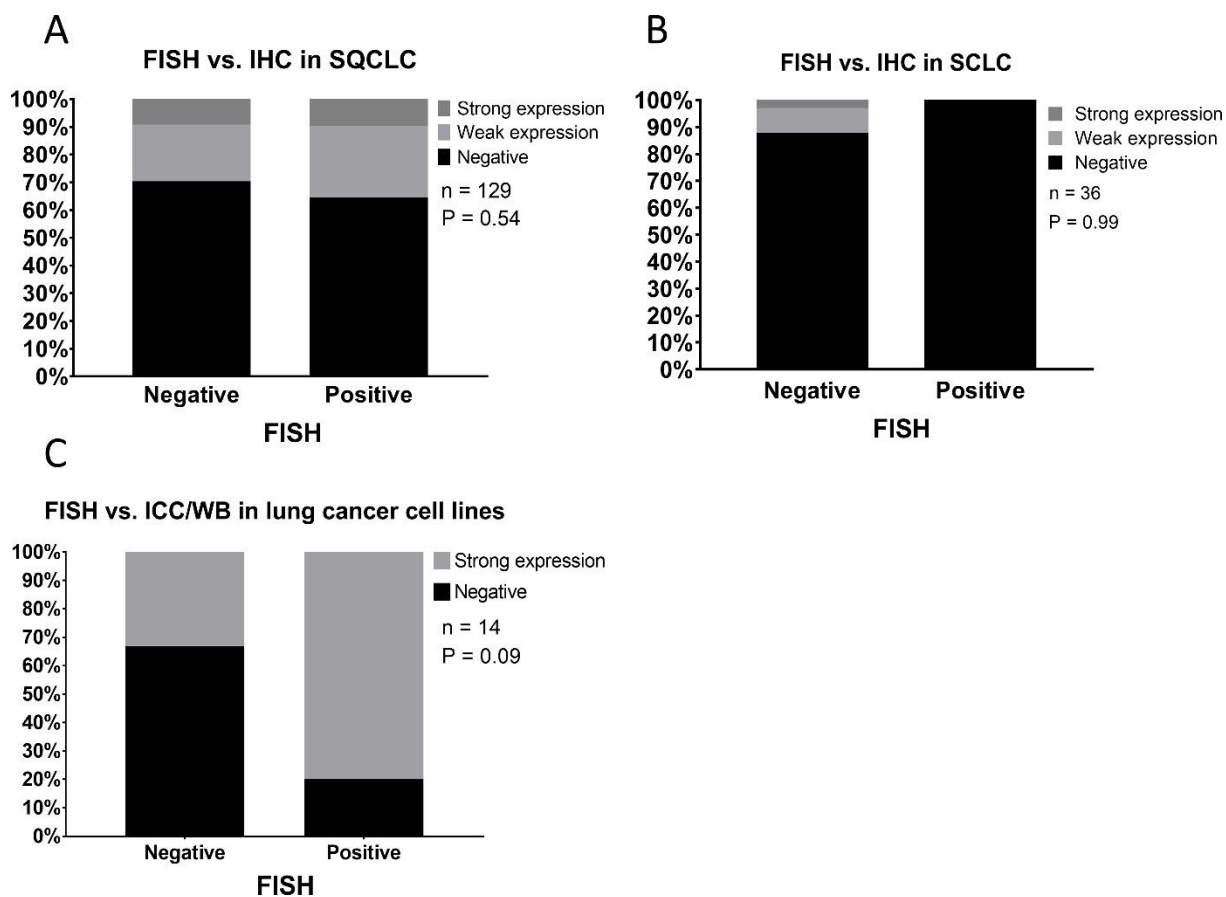 A
FISH vs. IHC in SQCLC
100%
90%
80%
70%
60%
50%
40%
30%
20%
10%
0%
Strong expression
Weak expression
Negative
n = 129
P = 0.54
Negative Positive
FISH
B
FISH vs. IHC in SCLC
100%
90%
80%
70%
60%
50%
40%
30%
20%
10%
0%
Strong expression
Weak expression
Negative
n = 36
P = 0.99
Negative Positive
FISH
C
FISH vs. ICC/WB in lung cancer cell lines
100%
90%
80%
70%
60%
50%
40%
30%
20%
10%
0%
Strong expression
Negative
n = 14
P = 0.09
Negative Positive
FISH